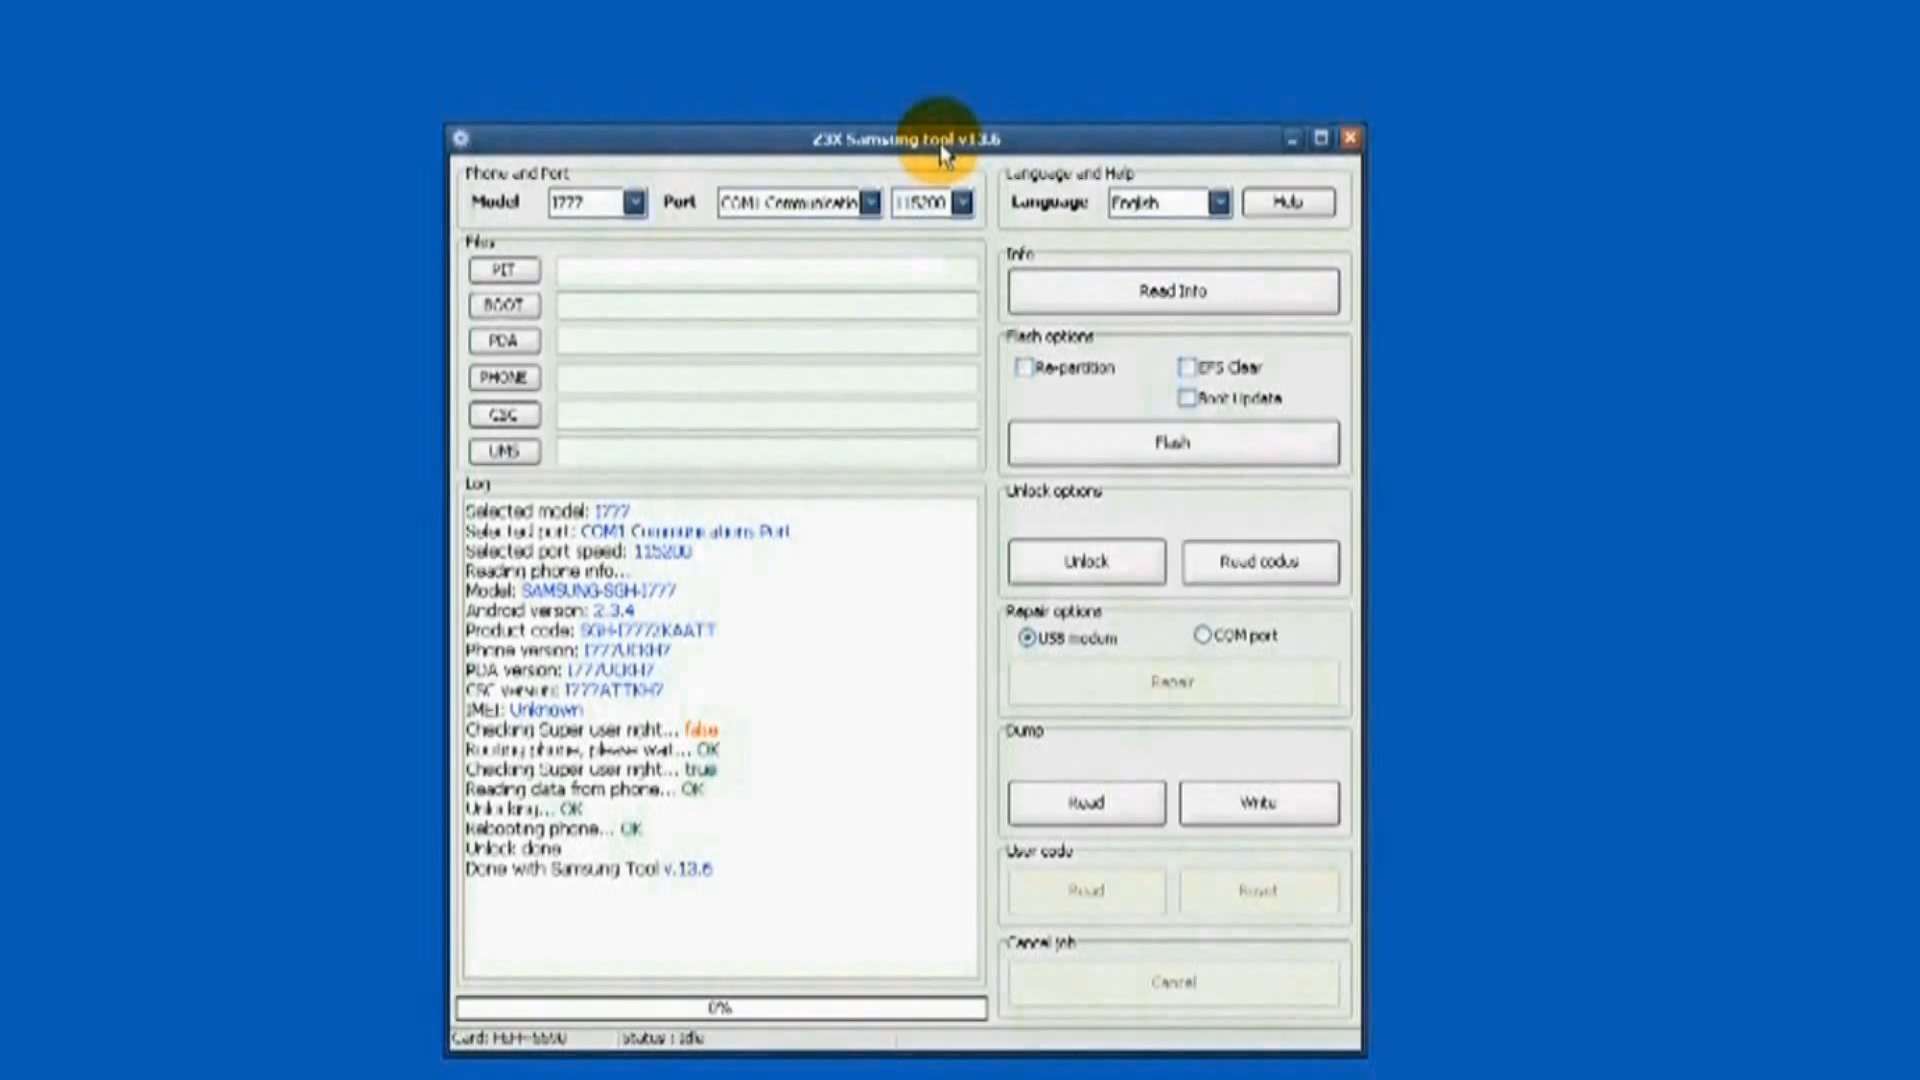 Z3X Samsung tool v13.6
Phone and Port
Model I777 Port COM1 Communicatio 115200
Language and Help
Language English Help
Files
PIT
BOOT
PDA
PHONE
CSC
UMS
Info
Read Info
Flash options
Re-partition EFS Clear
Boot Update
Flash
Unlock options
Unlock Read codes
Repair options
USB modem COM port
Repair
Dump
Read Write
User code
Read Reset
Cancel job
Cancel
Log
Selected model: I777
Selected port: COM1 Communications Port
Selected port speed: 115200
Reading phone info...
Model: SAMSUNG-SGH-I777
Android version: 2.3.4
Product code: SGH-I777ZKAATT
Phone version: I777UCKH7
PDA version: I777UCKH7
CSC version: I777ATTKH7
IMEI: Unknown
Checking Super user right... false
Rooting phone, please wait... OK
Checking Super user right... true
Reading data from phone... OK
Unlocking... OK
Rebooting phone... OK
Unlock done
Done with Samsung Tool v.13.6
0%
Card: Status : Idle